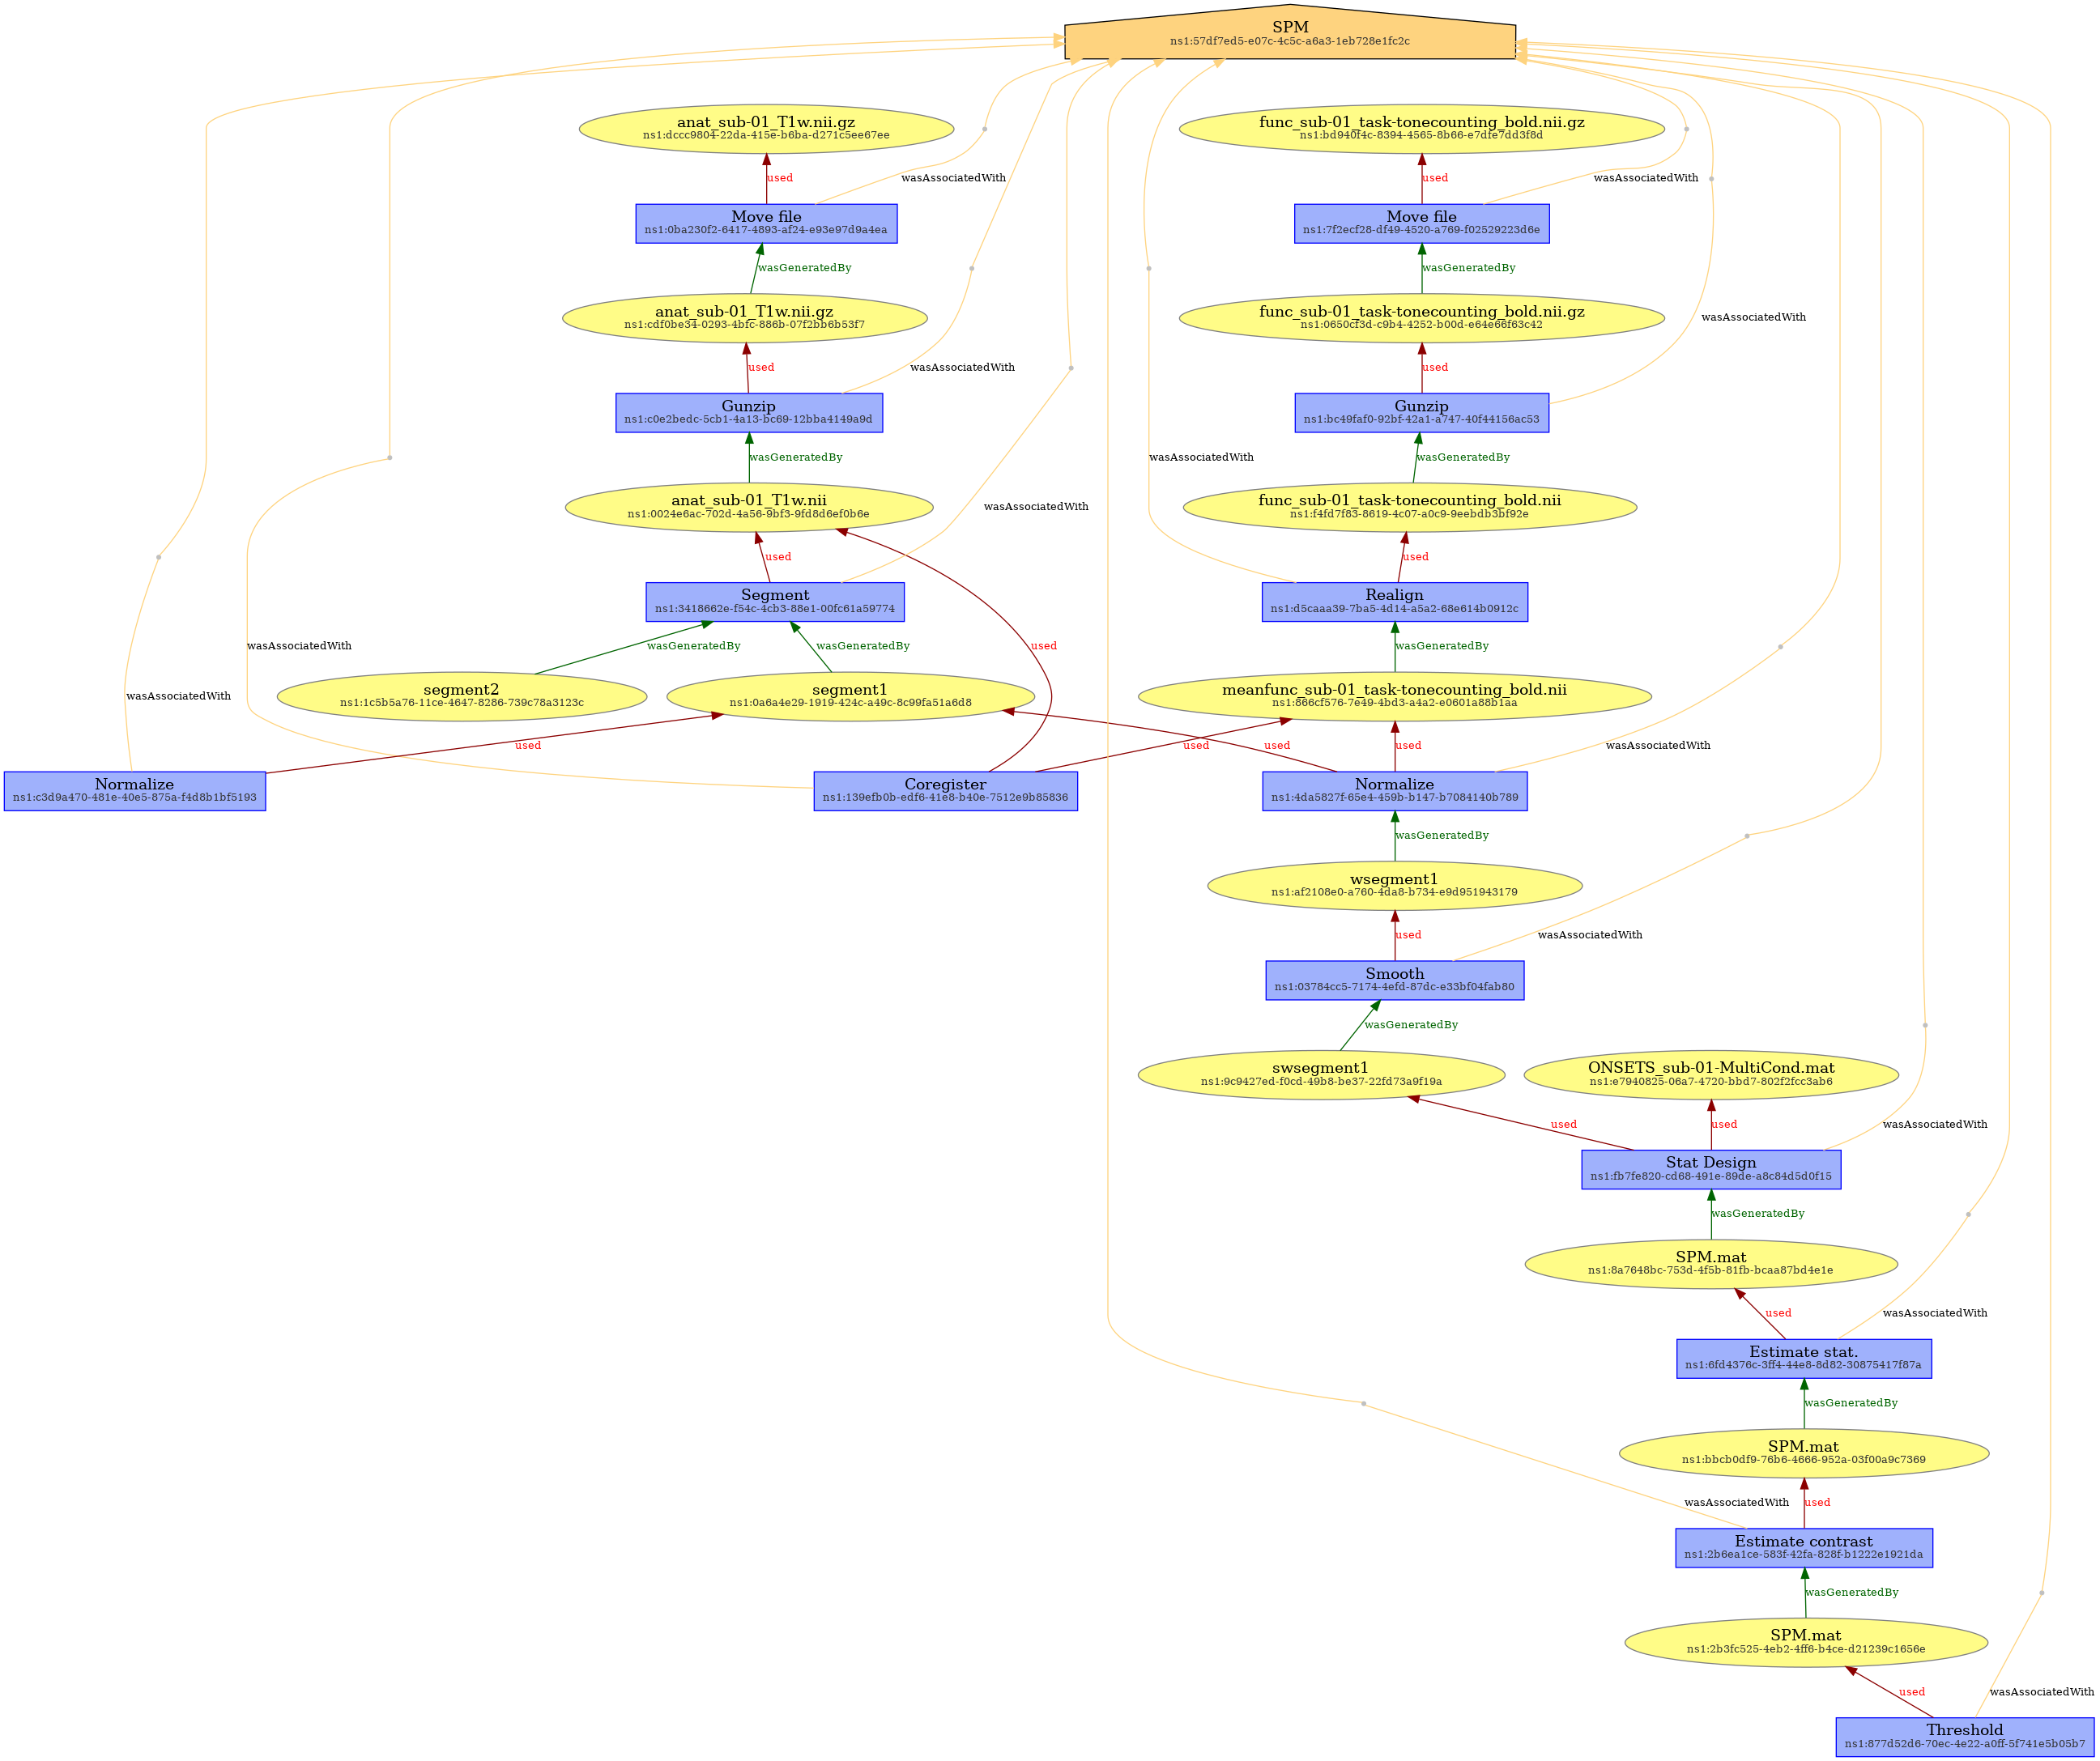 SPM
ns1:57df7ed5-e07c-4c5c-a6a3-1eb728e1fc2c
anat_sub-01_T1w.nii.gz
ns1:dccc9804-22da-415e-b6ba-d271c5ee67ee
func_sub-01_task-tonecounting_bold.nii.gz
ns1:bd940f4c-8394-4565-8b66-e7dfe7dd3f8d
used
wasAssociatedWith
used
wasAssociatedWith
Move file
ns1:0ba230f2-6417-4893-af24-e93e97d9a4ea
Move file
ns1:7f2ecf28-df49-4520-a769-f02529223d6e
wasGeneratedBy
wasGeneratedBy
anat_sub-01_T1w.nii.gz
ns1:cdf0be34-0293-4bfc-886b-07f2bb6b53f7
func_sub-01_task-tonecounting_bold.nii.gz
ns1:0650cf3d-c9b4-4252-b00d-e64e66f63c42
wasAssociatedWith
used
wasAssociatedWith
used
Gunzip
ns1:c0e2bedc-5cb1-4a13-bc69-12bba4149a9d
Gunzip
ns1:bc49faf0-92bf-42a1-a747-40f44156ac53
wasGeneratedBy
wasAssociatedWith
wasGeneratedBy
anat_sub-01_T1w.nii
ns1:0024e6ac-702d-4a56-9bf3-9fd8d6ef0b6e
wasAssociatedWith
func_sub-01_task-tonecounting_bold.nii
ns1:f4fd7f83-8619-4c07-a0c9-9eebdb3bf92e
used
used
Segment
ns1:3418662e-f54c-4cb3-88e1-00fc61a59774
Realign
ns1:d5caaa39-7ba5-4d14-a5a2-68e614b0912c
wasAssociatedWith
wasGeneratedBy
wasGeneratedBy
used
wasGeneratedBy
wasAssociatedWith
segment2
ns1:1c5b5a76-11ce-4647-8286-739c78a3123c
segment1
ns1:0a6a4e29-1919-424c-a49c-8c99fa51a6d8
meanfunc_sub-01_task-tonecounting_bold.nii
ns1:866cf576-7e49-4bd3-a4a2-e0601a88b1aa
used
used
used
used
wasAssociatedWith
Normalize
ns1:c3d9a470-481e-40e5-875a-f4d8b1bf5193
Coregister
ns1:139efb0b-edf6-41e8-b40e-7512e9b85836
Normalize
ns1:4da5827f-65e4-459b-b147-b7084140b789
wasGeneratedBy
wsegment1
ns1:af2108e0-a760-4da8-b734-e9d951943179
used
wasAssociatedWith
Smooth
ns1:03784cc5-7174-4efd-87dc-e33bf04fab80
wasGeneratedBy
swsegment1
ns1:9c9427ed-f0cd-49b8-be37-22fd73a9f19a
ONSETS_sub-01-MultiCond.mat
ns1:e7940825-06a7-4720-bbd7-802f2fcc3ab6
used
used
wasAssociatedWith
Stat Design
ns1:fb7fe820-cd68-491e-89de-a8c84d5d0f15
wasGeneratedBy
SPM.mat
ns1:8a7648bc-753d-4f5b-81fb-bcaa87bd4e1e
used
wasAssociatedWith
Estimate stat.
ns1:6fd4376c-3ff4-44e8-8d82-30875417f87a
wasGeneratedBy
SPM.mat
ns1:bbcb0df9-76b6-4666-952a-03f00a9c7369
wasAssociatedWith
used
Estimate contrast
ns1:2b6ea1ce-583f-42fa-828f-b1222e1921da
wasGeneratedBy
SPM.mat
ns1:2b3fc525-4eb2-4ff6-b4ce-d21239c1656e
used
wasAssociatedWith
Threshold
ns1:877d52d6-70ec-4e22-a0ff-5f741e5b05b7